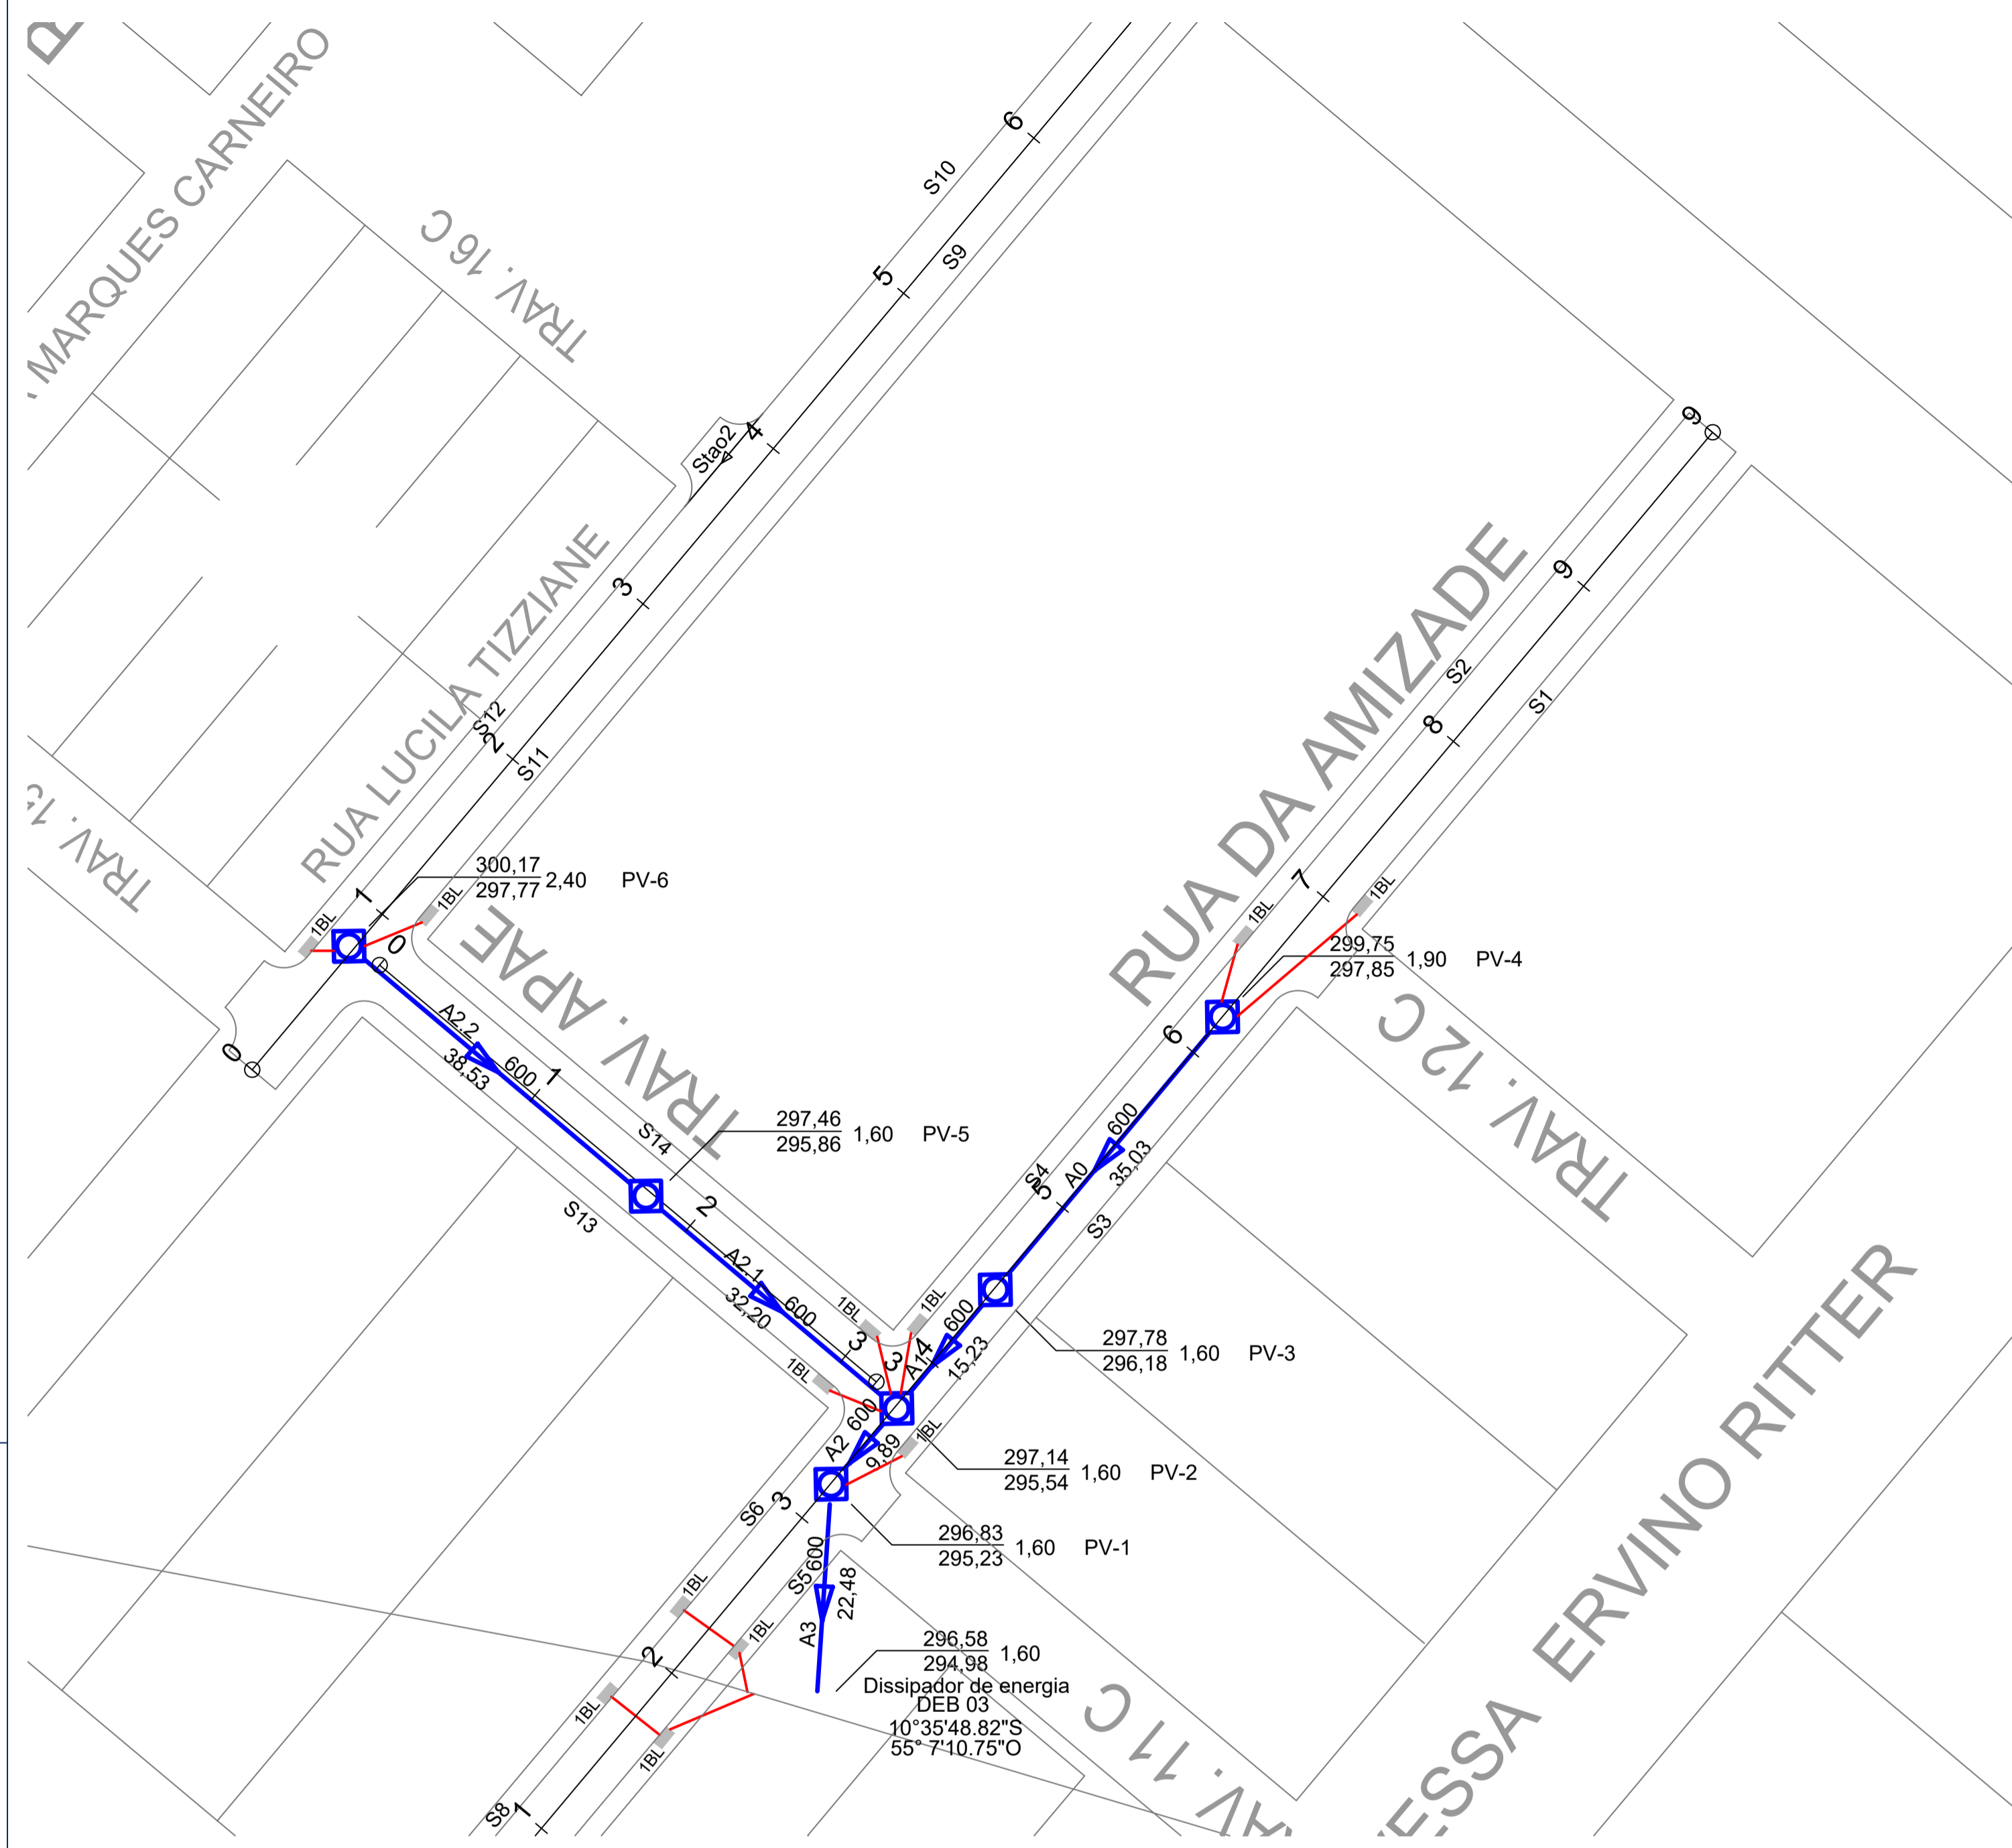 MARQUES CARNEIRO
TRAV. 16 C
6
S10
S9
5
Stao2
4
3
RUA LUCILA TIZZIANE
S12
2
S11
1
0
0
300,17
297,77
2,40
PV-6
1BL
1BL
TRAV. APAE
A2.2
38,53
600
1
S14
S13
297,46
295,86
1,60
PV-5
2
A2.1
32,20
600
3
3
RUA DA AMIZADE
9
9
S2
S1
8
7
1BL
1BL
299,75
297,85
1,90
PV-4
TRAV. 12 C
6
600
A0
35,03
S4
5
S3
297,78
296,18
1,60
PV-3
600
A1
15,23
4
1BL
1BL
1BL
1BL
600
A2
9,89
297,14
295,54
1,60
PV-2
296,83
295,23
1,60
PV-1
3
S6
S5
600
22,48
A3
1BL
1BL
1BL
1BL
2
296,58
294,98
1,60
Dissipador de energia
DEB 03
10°35'48.82"S
55° 7'10.75"O
S8
1
AV. 11 C
ESSA ERVINO RITTER